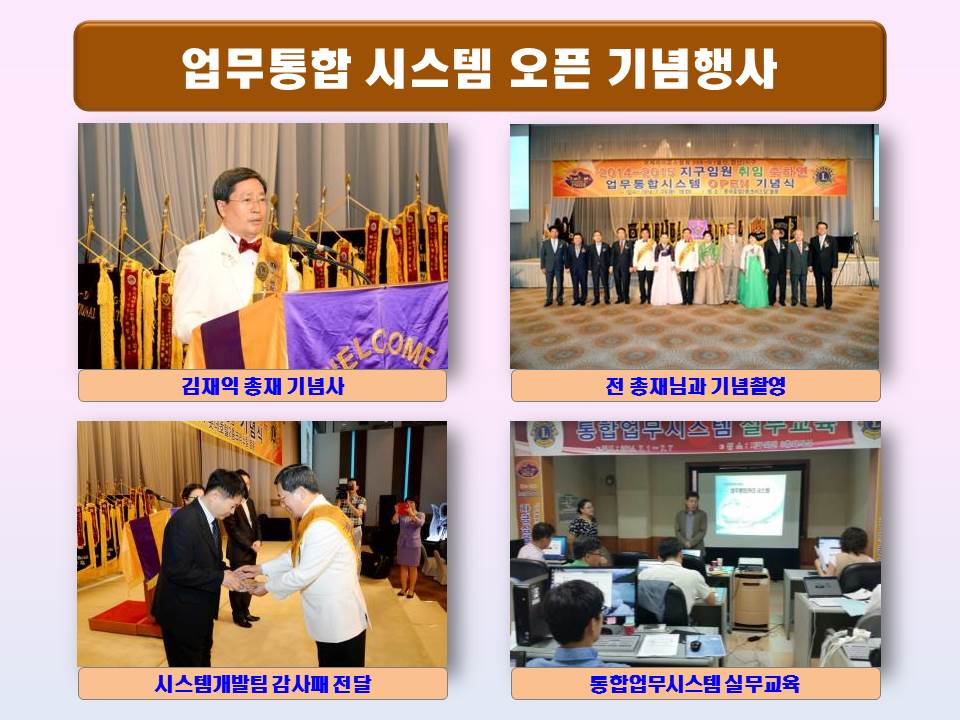 업무통합 시스템 오픈 기념행사
WELCOME
김재익 총재 기념사
2014~2015 지구임원 취임 축하연
업무통합시스템 OPEN 기념식
전 총재님과 기념촬영
기념식
시스템개발팀 감사패 전달
통합업무시스템 실무교육
통합업무시스템 실무교육